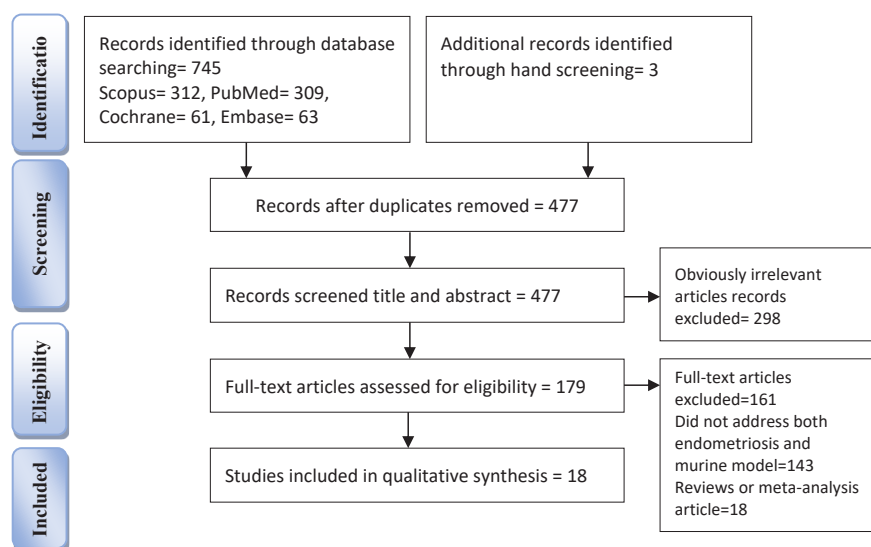 Identificatio
Records identified through database
searching= 745
Scopus= 312, PubMed= 309,
Cochrane= 61, Embase= 63
Additional records identified
through hand screening= 3
Screening
Records after duplicates removed = 477
Records screened title and abstract = 477
Obviously irrelevant
articles records
excluded= 298
Eligibility
Full-text articles assessed for eligibility = 179
Full-text articles
excluded=161
Did not address both
endometriosis and
murine model=143
Reviews or meta-analysis
article=18
Included
Studies included in qualitative synthesis = 18